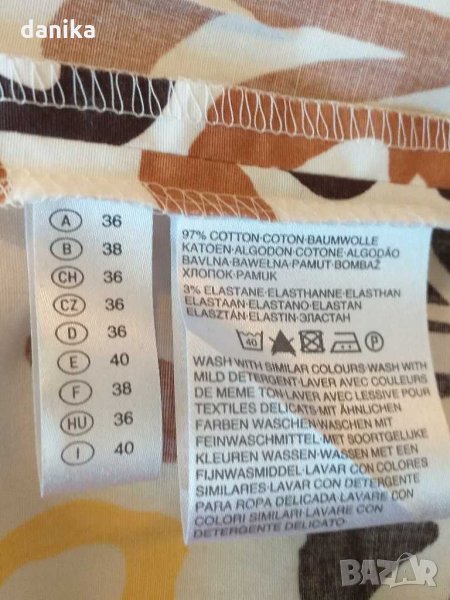 danika
A 36
B 38
CH 36
CZ 36
D 36
E 40
F 38
HU 36
I 40
97% COTTON·COTON·BAUMWOLLE
KATOEN·ALGODON·COTONE·ALGODÃO
BAVLNA·BAWEŁNA·PAMUT·BOMBAŽ
ХЛОПОК·PAMUK
3% ELASTANE·ELASTHANNE·ELASTHAN
ELASTAAN·ELASTANO·ELASTAN
ELASZTÁN·ELASTIN·ЭЛАСТАН
40 P
WASH WITH SIMILAR COLOURS·WASH WITH
MILD DETERGENT·LAVER AVEC COULEURS
DE MEME TON·LAVER AVEC LESSIVE POUR
TEXTILES DELICATS·MIT ÄHNLICHEN
FARBEN WASCHEN·WASCHEN MIT
FEINWASCHMITTEL·MET SOORTGELIJKE
KLEUREN WASSEN·WASSEN MET
FIJNWASMIDDEL·LAVAR CON COLORES
SIMILARES·LAVAR CON DETERGENTE
PARA ROPA DELICADA·LAVARE CON
COLORI SIMILARI·LAVARE CON
DETERGENTE DELICATO·
BAZAR